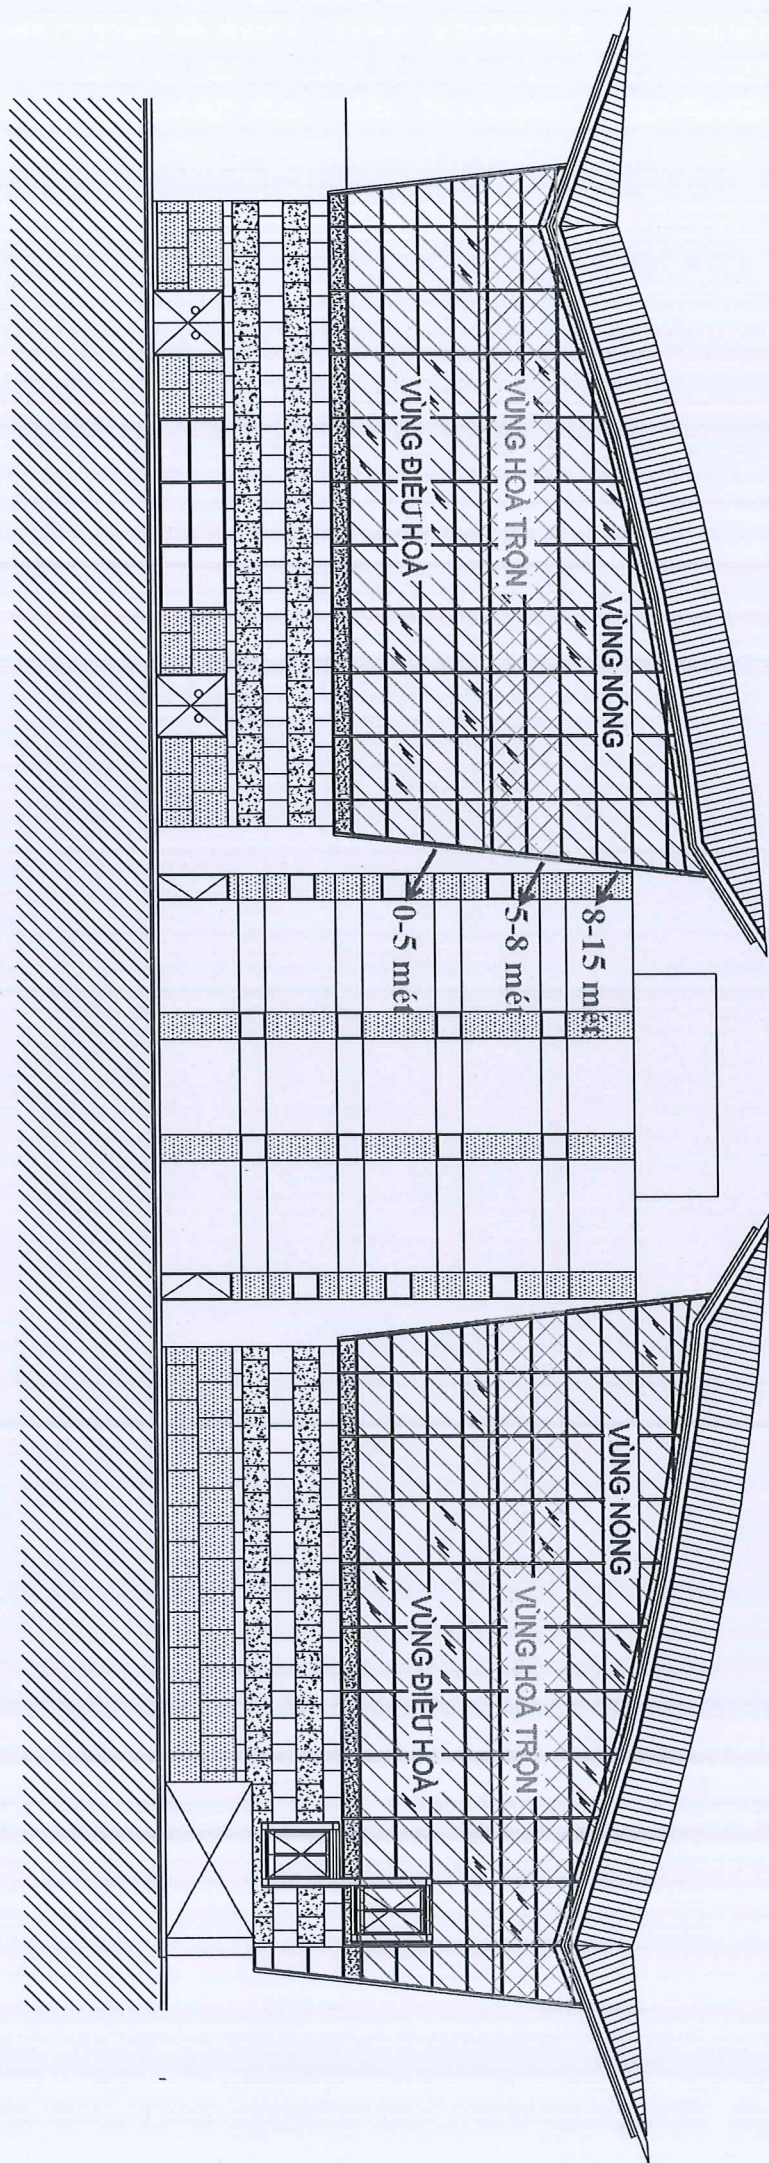 VÙNG NÓNG
VÙNG HOÀ TRỘN
VÙNG ĐIỀU HOÀ
8-15 mét
5-8 mét
0-5 mét
VÙNG NÓNG
VÙNG HOÀ TRỘN
VÙNG ĐIỀU HOÀ